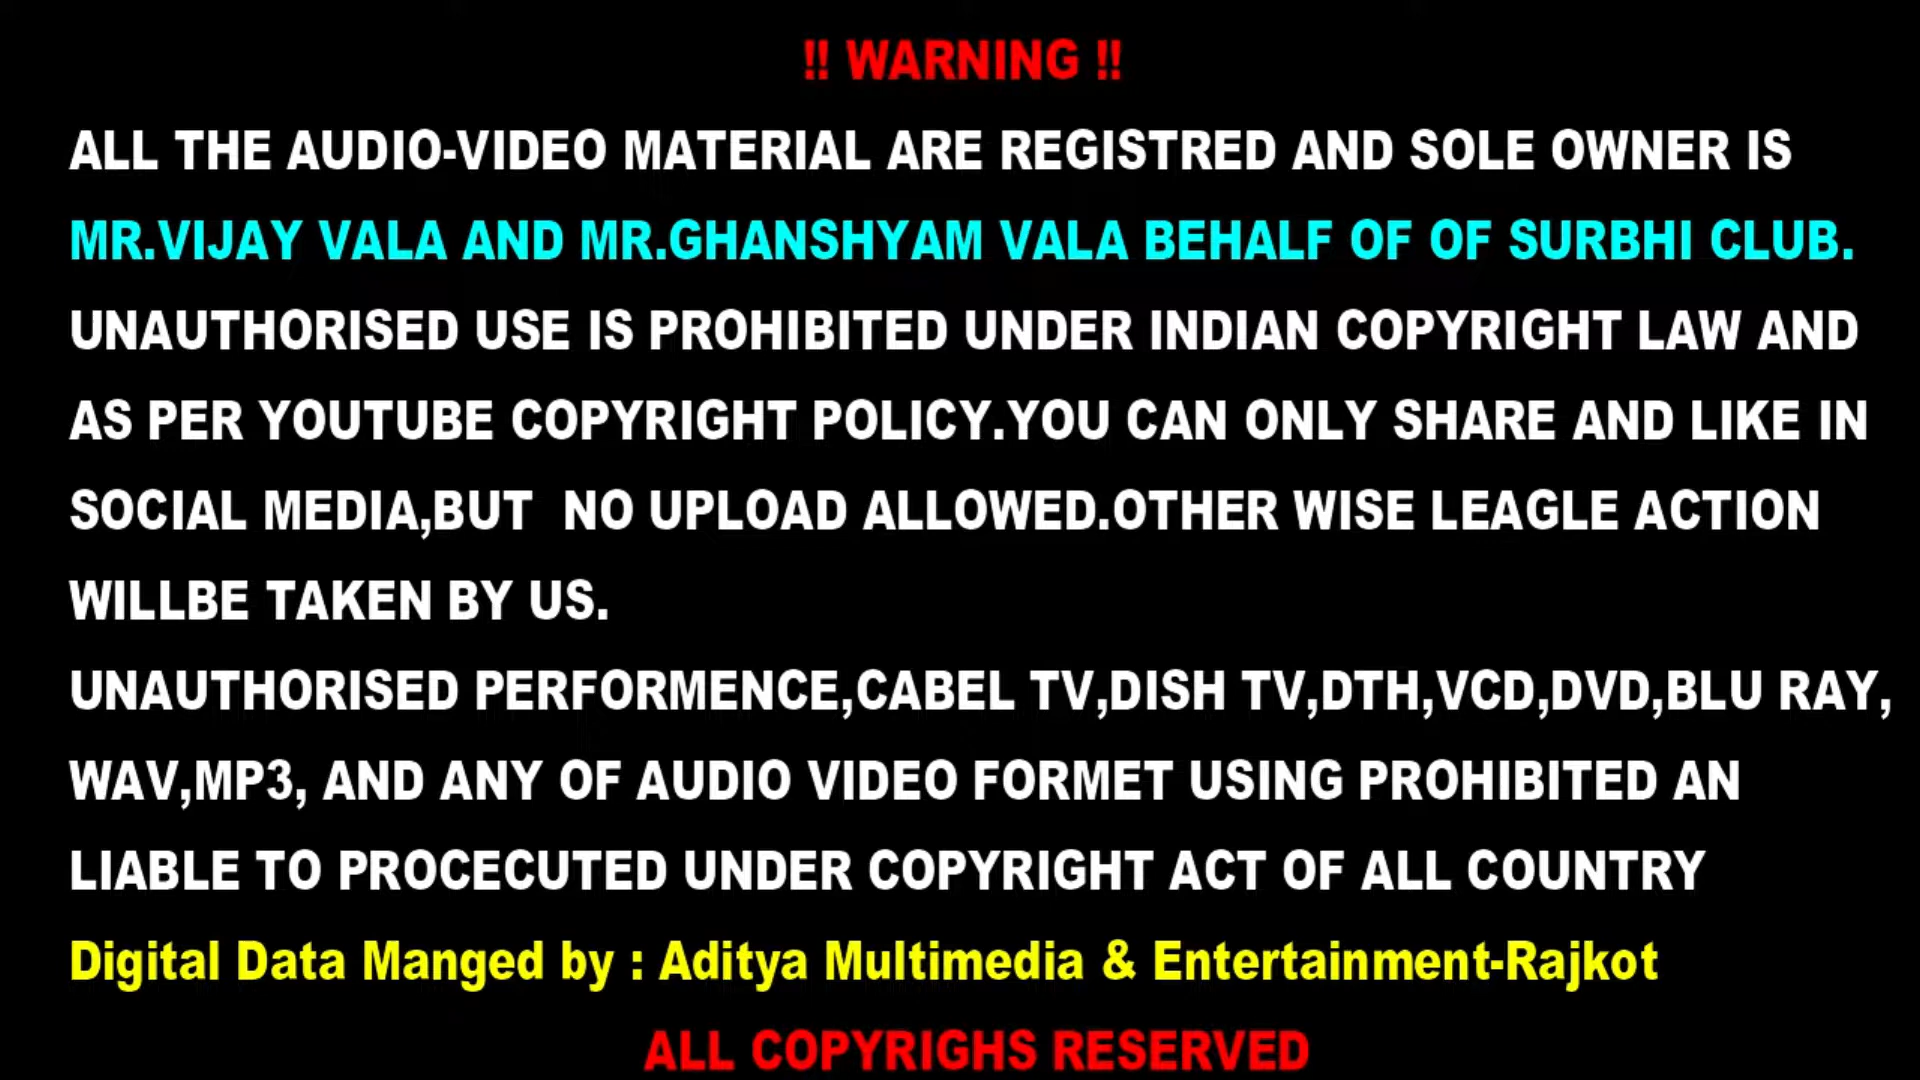 !! WARNING !!
ALL THE AUDIO-VIDEO MATERIAL ARE REGISTRED AND SOLE OWNER IS
MR.VIJAY VALA AND MR.GHANSHYAM VALA BEHALF OF OF SURBHI CLUB.
UNAUTHORISED USE IS PROHIBITED UNDER INDIAN COPYRIGHT LAW AND
AS PER YOUTUBE COPYRIGHT POLICY.YOU CAN ONLY SHARE AND LIKE IN
SOCIAL MEDIA,BUT  NO UPLOAD ALLOWED.OTHER WISE LEAGLE ACTION
WILLBE TAKEN BY US.
UNAUTHORISED PERFORMENCE,CABEL TV,DISH TV,DTH,VCD,DVD,BLU RAY,
WAV,MP3, AND ANY OF AUDIO VIDEO FORMET USING PROHIBITED AN
LIABLE TO PROCECUTED UNDER COPYRIGHT ACT OF ALL COUNTRY
Digital Data Manged by : Aditya Multimedia & Entertainment-Rajkot
ALL COPYRIGHS RESERVED